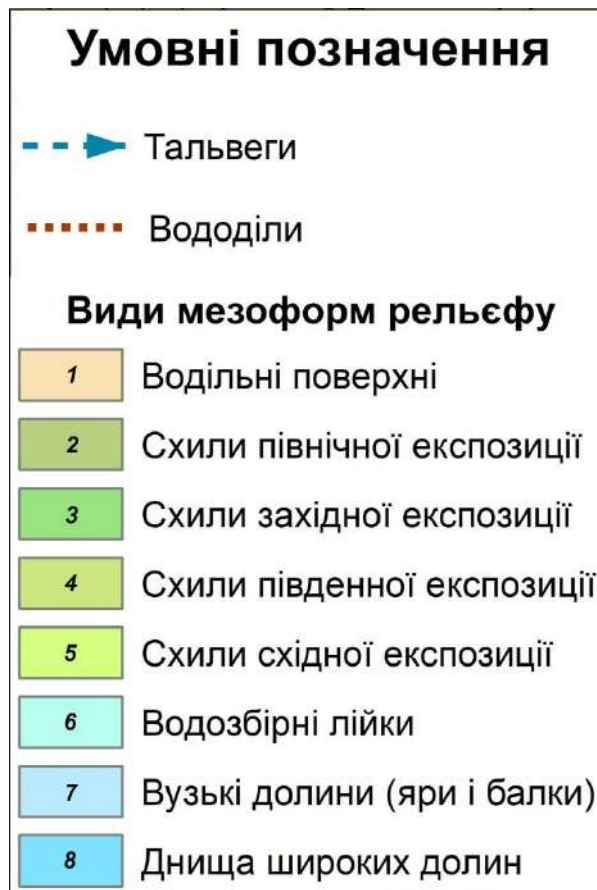 Умовні позначення
Тальвеги
Вододіли
Види мезоформ рельєфу
1 Водільні поверхні
2 Схили північної експозиції
3 Схили західної експозиції
4 Схили південної експозиції
5 Схили східної експозиції
6 Водозбірні лійки
7 Вузькі долини (яри і балки)
8 Днища широких долин